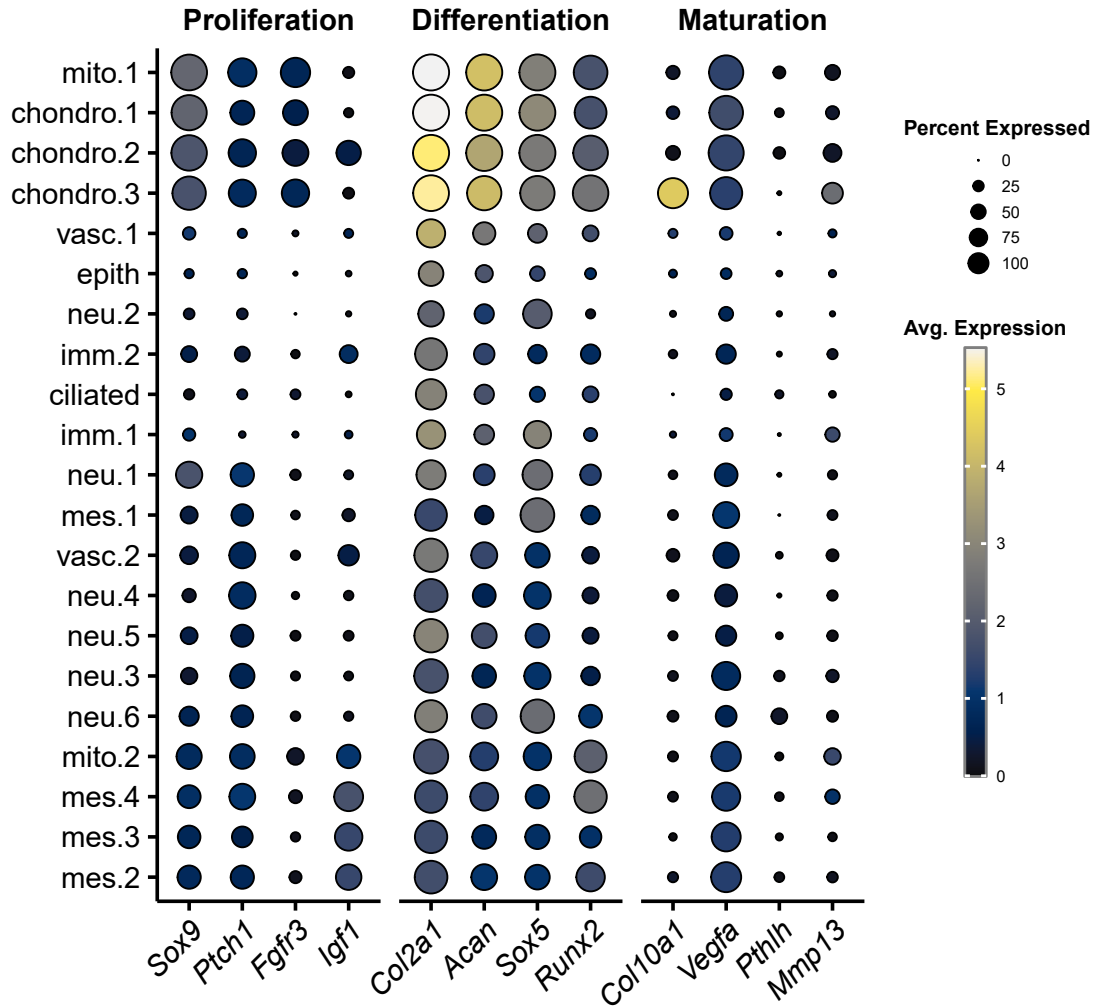 Proliferation Differentiation Maturation
mito.1
chondro.1
chondro.2
chondro.3
vasc.1
epith
neu.2
imm.2
ciliated
imm.1
neu.1
mes.1
vasc.2
neu.4
neu.5
neu.3
neu.6
mito.2
mes.4
mes.3
mes.2
Sox9 Ptch1 Fgfr3 Igf1 Col2a1 Acan Sox5 Runx2 Col10a1 Vegfa Pthlh Mmp13
Percent Expressed
0
25
50
75
100
Avg. Expression
5
4
3
2
1
0